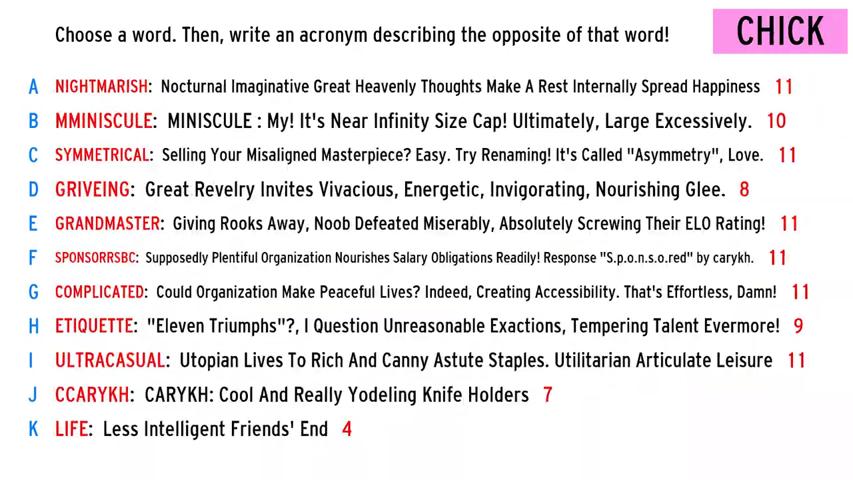 Choose a word. Then, write an acronym describing the opposite of that word!
CHICK
A NIGHTMARISH: Nocturnal Imaginative Great Heavenly Thoughts Make A Rest Internally Spread Happiness 11
B MMINISCULE: MINISCULE : My! It's Near Infinity Size Cap! Ultimately, Large Excessively. 10
C SYMMETRICAL: Selling Your Misaligned Masterpiece? Easy. Try Renaming! It's Called "Asymmetry", Love. 11
D GRIVEING: Great Revelry Invites Vivacious, Energetic, Invigorating, Nourishing Glee. 8
E GRANDMASTER: Giving Rooks Away, Noob Defeated Miserably, Absolutely Screwing Their ELO Rating! 11
F SPONSORRSBC: Supposedly Plentiful Organization Nourishes Salary Obligations Readily! Response "S.p.o.n.s.o.red" by carykh. 11
G COMPLICATED: Could Organization Make Peaceful Lives? Indeed, Creating Accessibility. That's Effortless, Damn! 11
H ETIQUETTE: "Eleven Triumphs"?, I Question Unreasonable Exactions, Tempering Talent Evermore! 9
I ULTRACASUAL: Utopian Lives To Rich And Canny Astute Staples. Utilitarian Articulate Leisure 11
J CCARYKH: CARYKH: Cool And Really Yodeling Knife Holders 7
K LIFE: Less Intelligent Friends' End 4